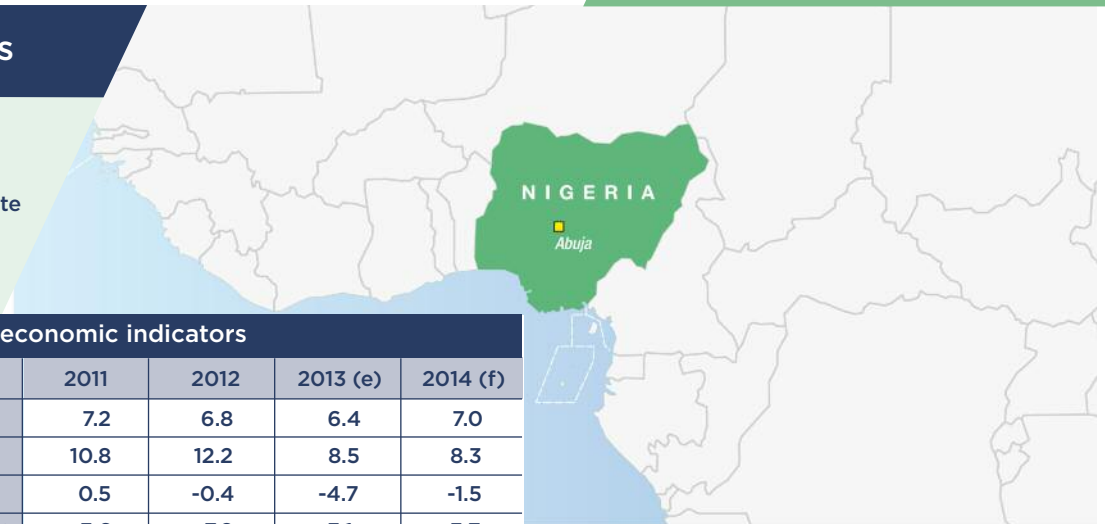 s
te
NIGERIA
Abuja
economic indicators
2011 2012 2013 (e) 2014 (f)
7.2 6.8 6.4 7.0
10.8 12.2 8.5 8.3
0.5 -0.4 -4.7 -1.5